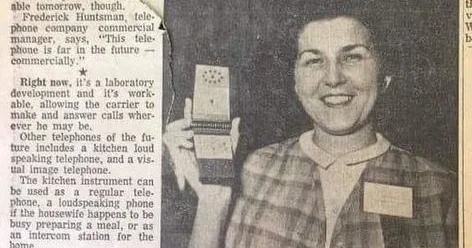 able tomorrow, though.
Frederick Huntsman, tele-
phone company commercial
manager, says, "This tele-
phone is far in the future —
commercially."
★
Right now, it's a laboratory
development and it's work-
able, allowing the carrier to
make and answer calls wher-
ever he may be.
Other telephones of the fu-
ture includes a kitchen loud
speaking telephone, and a vis-
ual image telephone.
The kitchen instrument can
be used as a regular tele-
phone, a loudspeaking phone
if the housewife happens to be
busy preparing a meal, or as
an intercom station for the
home.